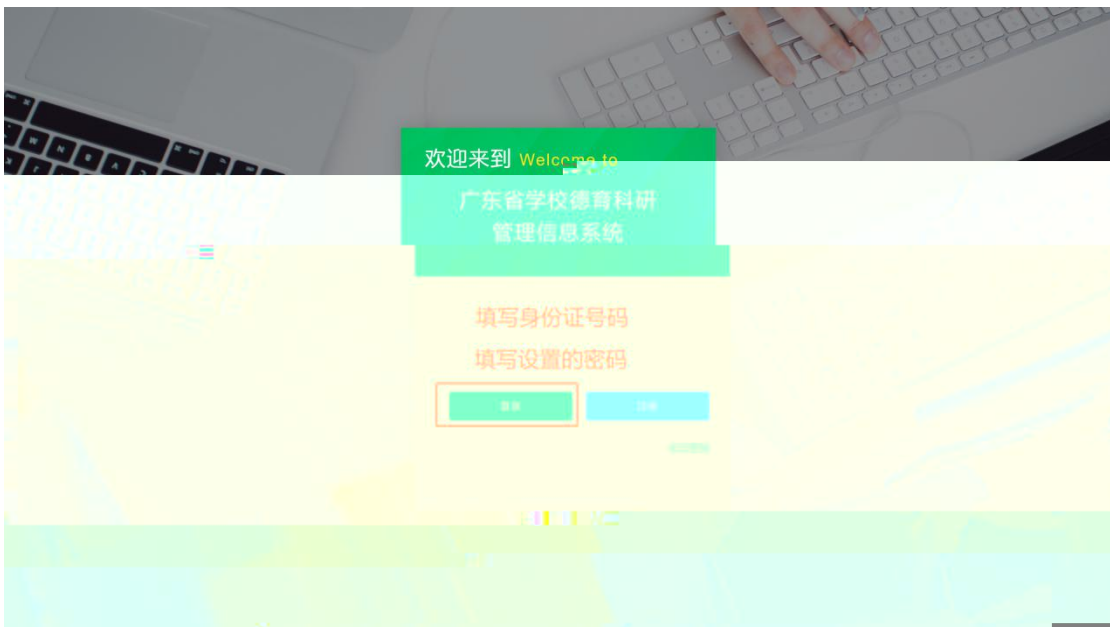 欢迎来到 Welcome to
广东省学校德育科研
管理信息系统
填写身份证号码
填写设置的密码